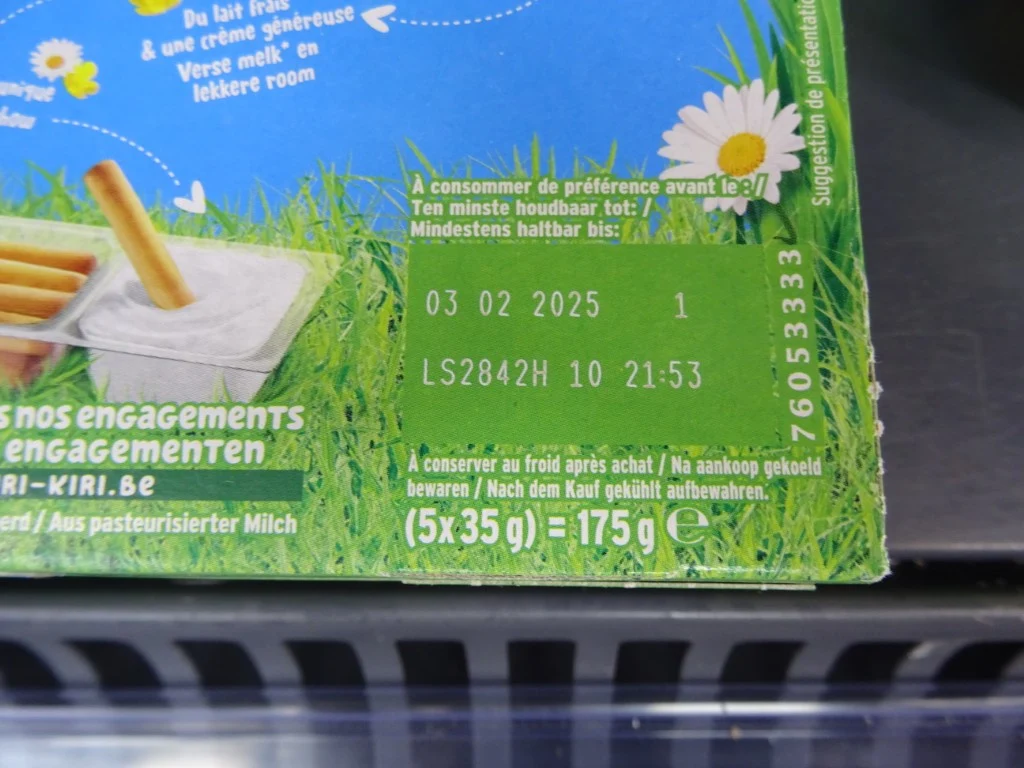 Du lait frais
& une crème généreuse
Verse melk* en
lekkere room
unique
Suggestion de présentatio
À consommer de préférence avant le : /
Ten minste houdbaar tot: /
Mindestens haltbar bis:
03 02 2025 1
LS2842H 10 21:53
76053333
s nos engagements
engagementen
RI-KIRI.Be
erd / Aus pasteurisierter Milch
À conserver au froid après achat / Na aankoop gekoeld
bewaren / Nach dem Kauf gekühlt aufbewahren.
(5x35 g) = 175 g e